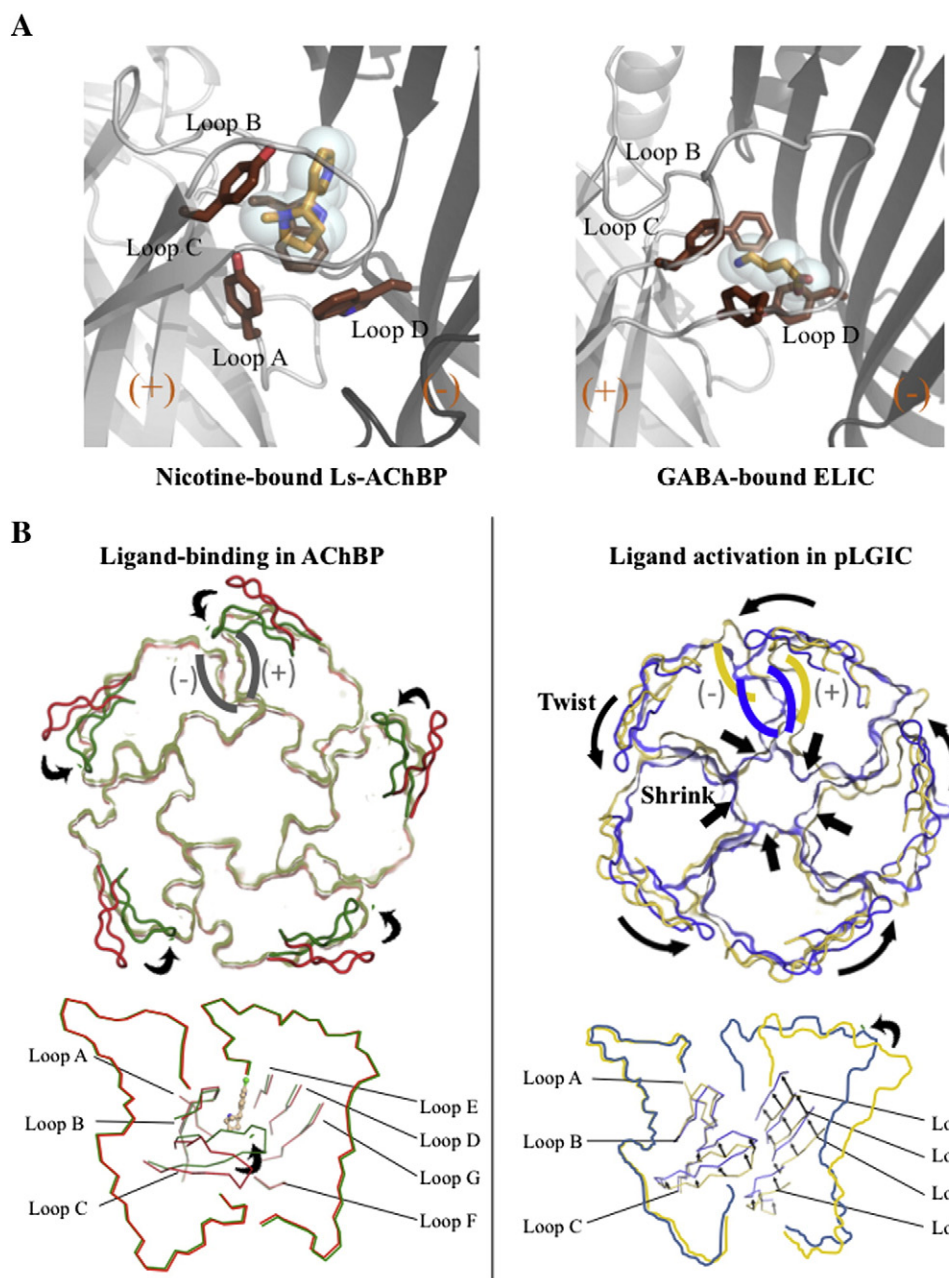 A
Loop B
Loop C
Loop A
Loop D
(+)
(-)
Nicotine-bound Ls-AChBP
Loop B
Loop C
Loop D
(+)
(-)
GABA-bound ELIC
B
Ligand-binding in AChBP
(-)
(+)
Loop A
Loop B
Loop C
Loop E
Loop D
Loop G
Loop F
Ligand activation in pLGIC
(-)
(+)
Twist
Shrink
Loop A
Loop B
Loop C